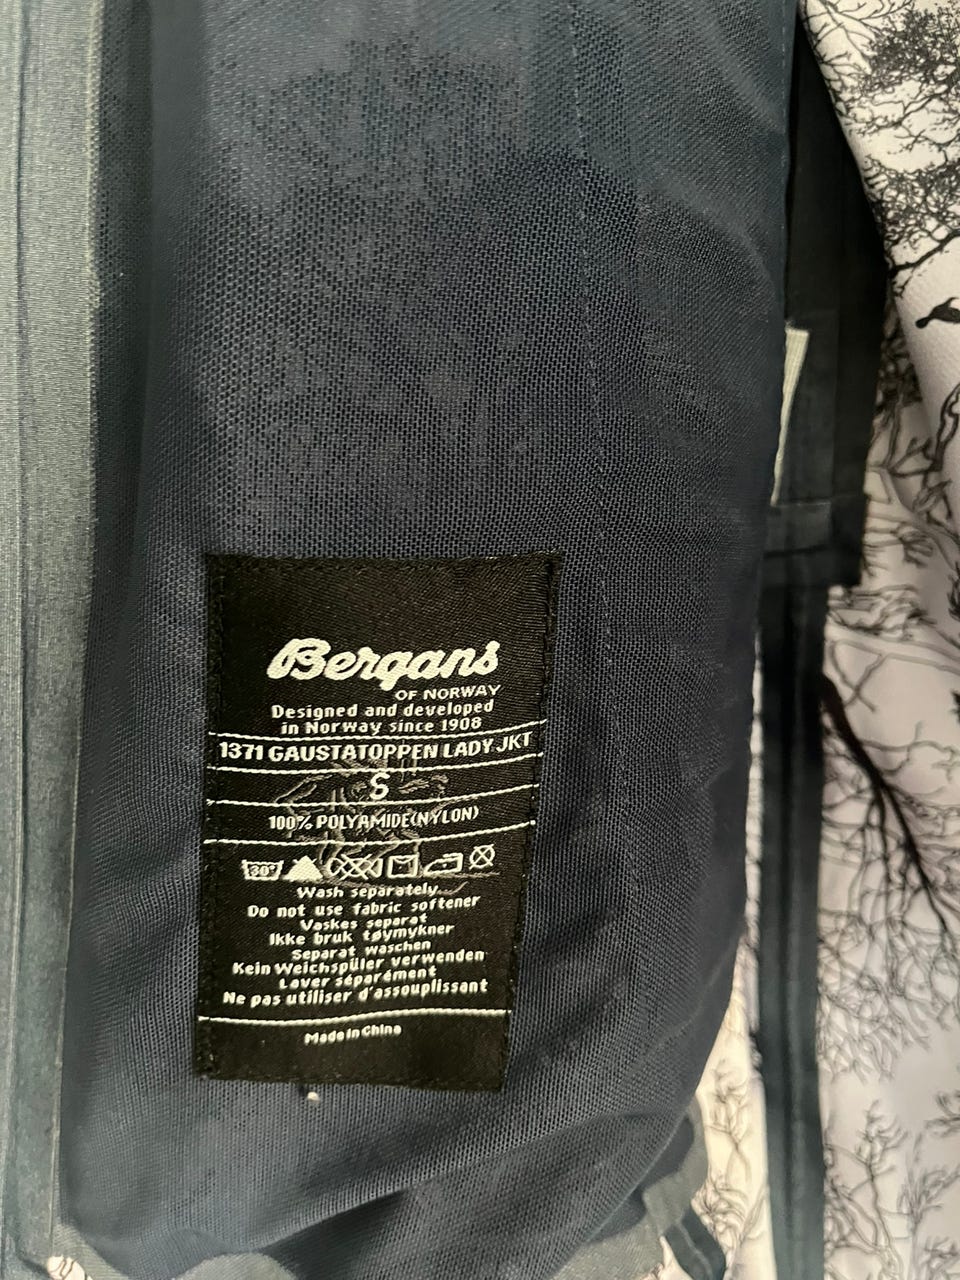 Bergans
OF NORWAY
Designed and developed
in Norway since 1908
1371 GAUSTATOPPEN LADY JKT
S
100% POLYAMIDE(NYLON)
30°
Wash separately
Do not use fabric softener
Vaskes separat
Ikke bruk tøymykner
Separat waschen
Kein Weichspüler verwenden
Laver séparément
Ne pas utiliser d'assouplissant
Made in China